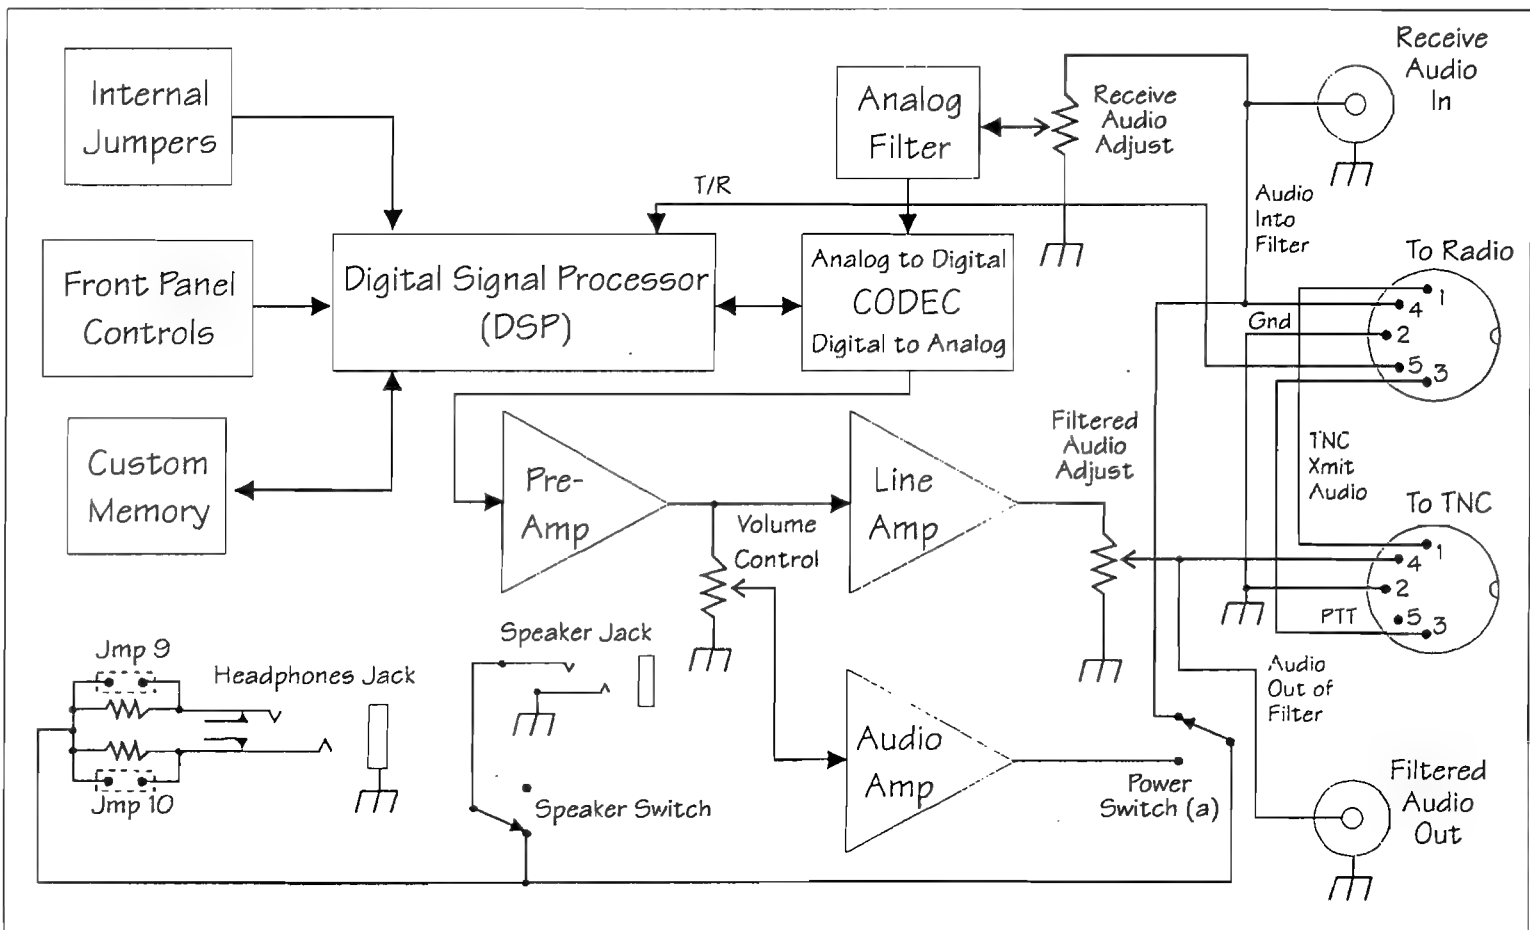 Internal
Jumpers
Analog
Filter
Receive
Audio
Adjust
Receive
Audio
In
T/R
Audio
Into
Filter
Front Panel
Controls
Digital Signal Processor
(DSP)
Analog to Digital
CODEC
Digital to Analog
To Radio
1
4
Gnd
2
5
3
Custom
Memory
Pre-
Amp
Volume
Control
Line
Amp
Filtered
Audio
Adjust
TNC
Xmit
Audio
To TNC
1
4
2
PTT
5
3
Jmp 9
Headphones Jack
Jmp 10
Speaker Jack
Speaker Switch
Audio
Amp
Power
Switch (a)
Audio
Out of
Filter
Filtered
Audio
Out